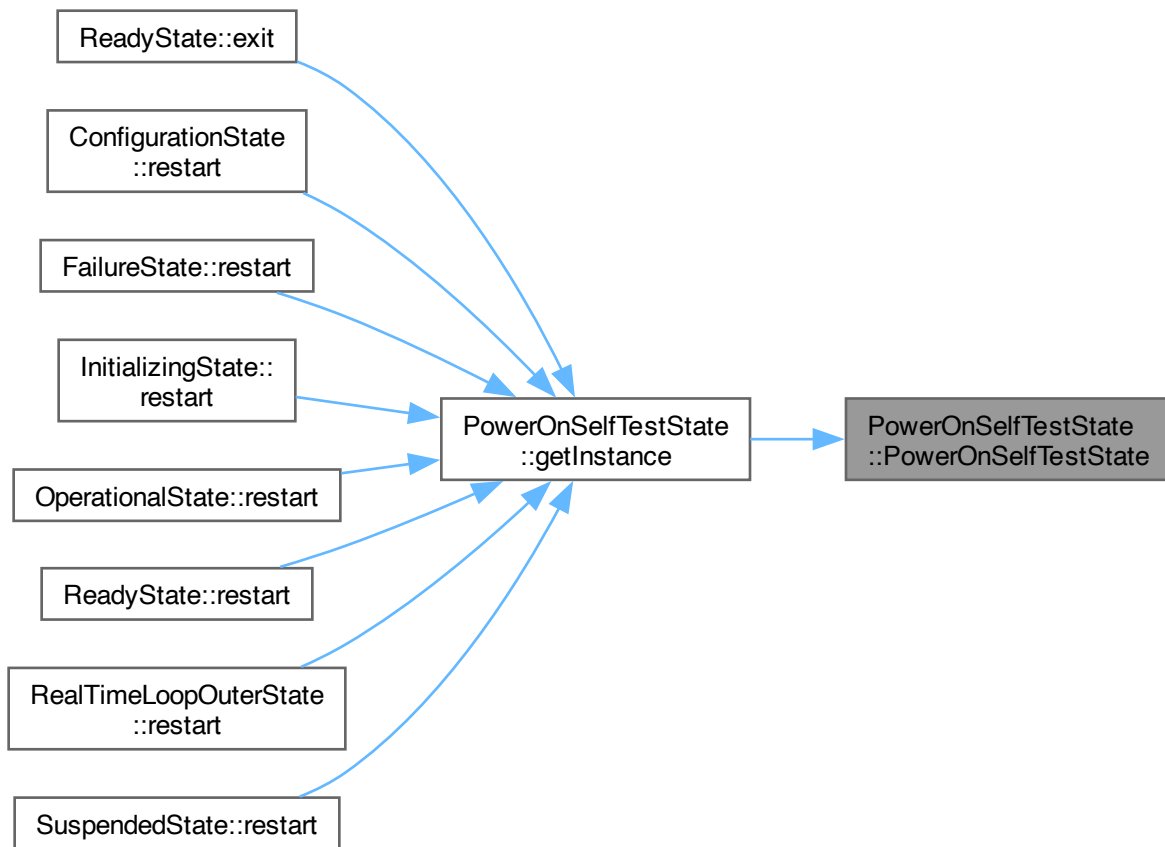 ReadyState::exit
ConfigurationState
::restart
FailureState::restart
InitializingState::
restart
OperationalState::restart
ReadyState::restart
RealTimeLoopOuterState
::restart
SuspendedState::restart
PowerOnSelfTestState
::getInstance
PowerOnSelfTestState
::PowerOnSelfTestState